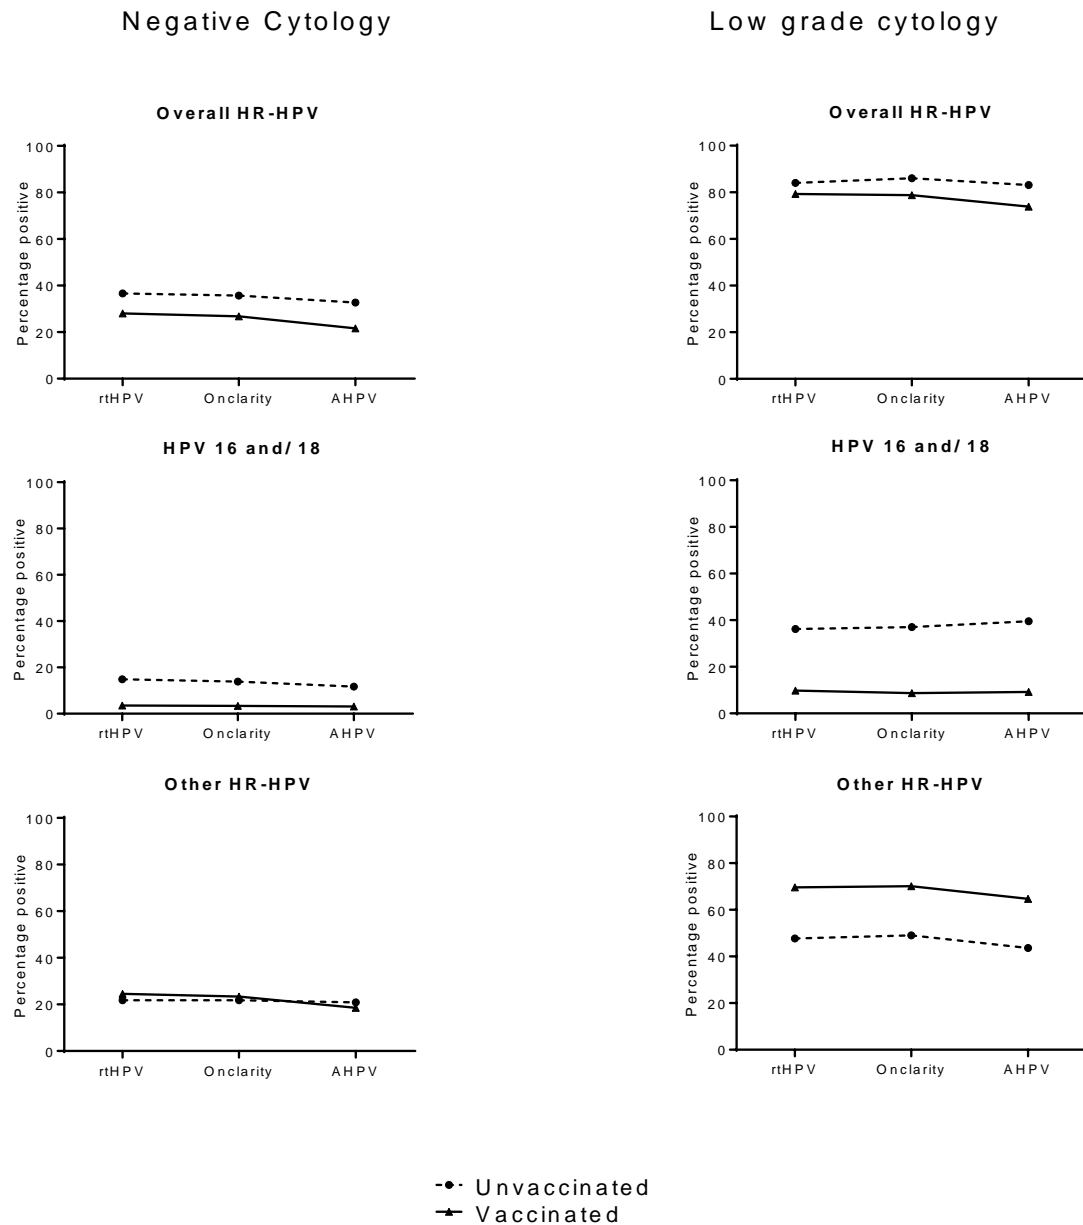 Negative Cytology
Low grade cytology
Overall HR-HPV
Percentage positive
100
80
60
40
20
0
rtHPV Onclarity AHPV
Overall HR-HPV
Percentage positive
100
80
60
40
20
0
rtHPV Onclarity AHPV
HPV 16 and/ 18
Percentage positive
100
80
60
40
20
0
rtHPV Onclarity AHPV
HPV 16 and/ 18
Percentage positive
100
80
60
40
20
0
rtHPV Onclarity AHPV
Other HR-HPV
Percentage positive
100
80
60
40
20
0
rtHPV Onclarity AHPV
Other HR-HPV
Percentage positive
100
80
60
40
20
0
rtHPV Onclarity AHPV
Unvaccinated
Vaccinated